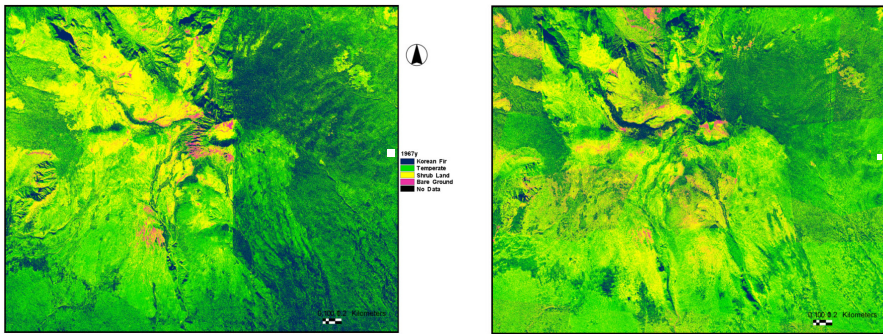 1967y
Korean Fir
Temperate
Shrub Land
Bare Ground
No Data
Kilometers
Kilometers